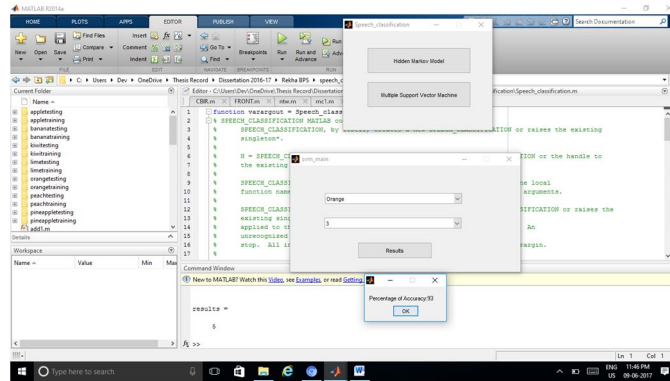 MATLAB R2014a
HOME PLOTS APPS EDITOR PUBLISH VIEW
Search Documentation
New Open Save
Find Files
Compare
Print
Insert
Comment
Indent
Go To
Find
Breakpoints
Run
Run and Advance
FILE EDIT NAVIGATE BREAKPOINTS RUN
C: Users Dev OneDrive Thesis Record Dissertation 2016-17 Rekha BPS
Current Folder
Name
appletesting
appletraining
bananatesting
bananatraining
kiwitesting
kiwitraining
limetesting
limetraining
orangetesting
orangetraining
peachtesting
peachtraining
pineappletesting
pineappletraining
add1.m
Details
Workspace
Name Value Min Max
Editor - C:\Users\Dev\OneDrive\Thesis Record\Dissertation
ification\Speech_classification.m
CBIR.m FRONT.m ntw.m mc1.m
1 function varargout = Speech_class
2 % SPEECH_CLASSIFICATION MATLAB co
3 % SPEECH_CLASSIFICATION, by
ATION or raises the existing
4 % singleton*.
5 %
6 % H = SPEECH_CL
TION or the handle to
7 % the existing
8 %
9 % SPEECH_CLASSI
he local
10 % function name
arguments.
11 %
12 % SPEECH_CLASSI
SIFICATION or raises the
13 % existing sing
14 % applied to t
An
15 % unrecognized
16 % stop. All i
margin.
17 %
Speech_classification
Hidden Markov Model
Multiple Support Vector Machine
svm_main
Orange
3
Results
Percentage of Accuracy:93
OK
Command Window
New to MATLAB? Watch this Video, see Examples, or read Getting
results =
5
fx >>
Ln 1 Col 1
Type here to search
ENG 11:46 PM
US 09-06-2017